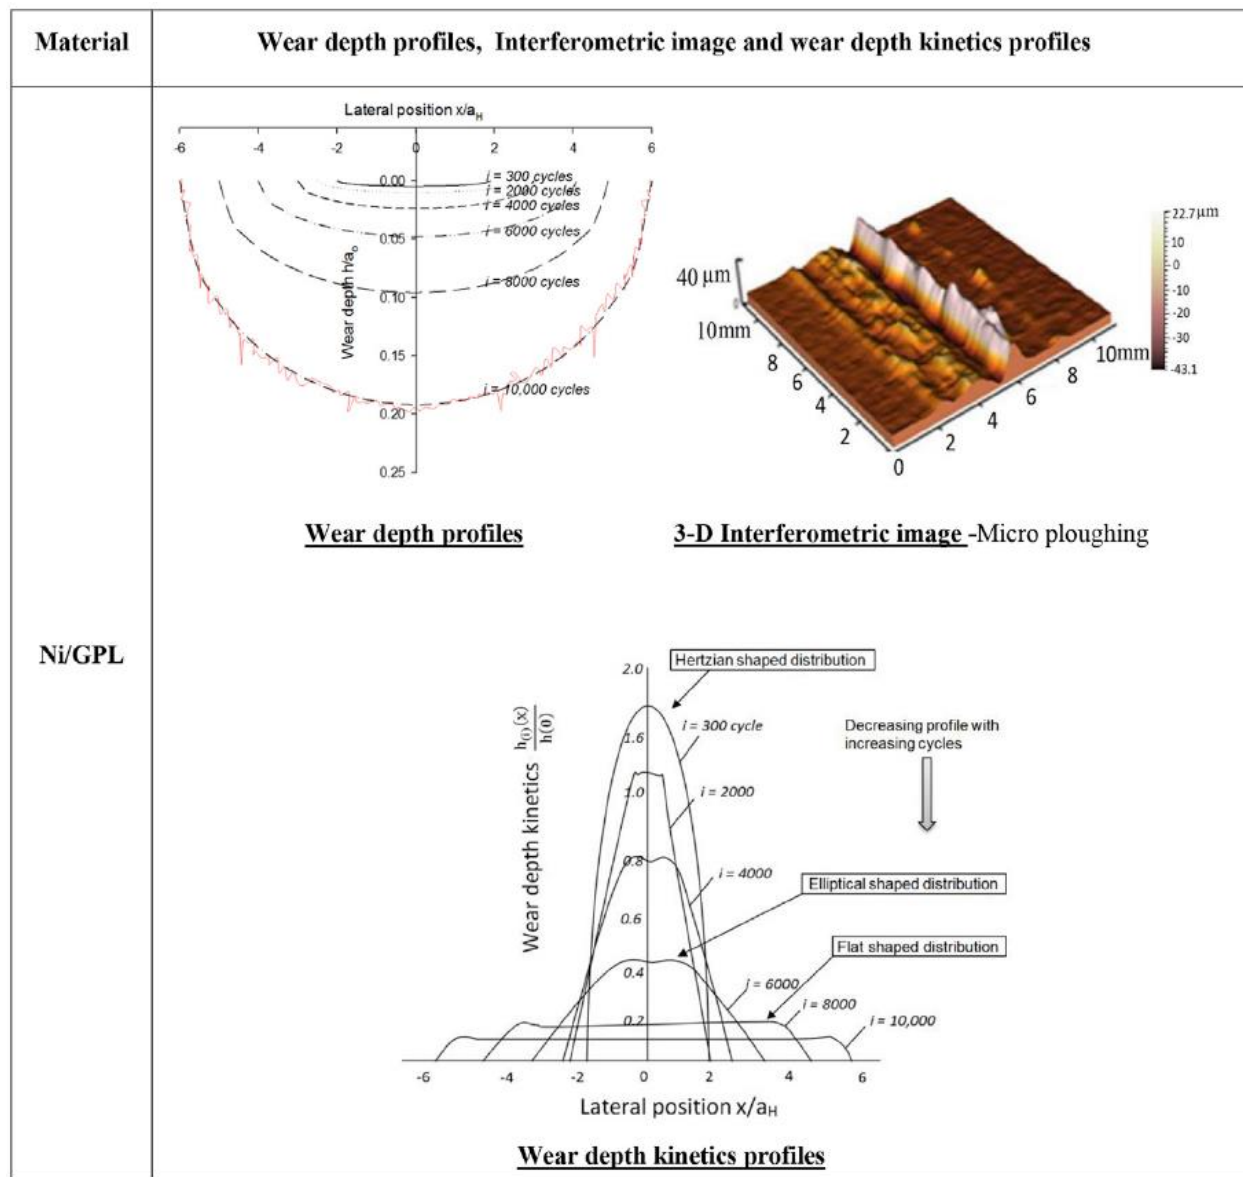 Material
Wear depth profiles, Interferometric image and wear depth kinetics profiles
Ni/GPL
Lateral position x/aH
-6 -4 -2 0 2 4 6
0.00
0.05
0.10
0.15
0.20
0.25
Wear depth h/ao
i = 300 cycles
i = 2000 cycles
i = 4000 cycles
i = 6000 cycles
i = 8000 cycles
i = 10,000 cycles
Wear depth profiles
40 μm
0
10mm
8
6
4
2
0
2
4
6
8
10mm
22.7μm
10
0
-10
-20
-30
-43.1
3-D Interferometric image -Micro ploughing
Hertzian shaped distribution
Wear depth kinetics h(i)(x)/h(0)
2.0
1.6
1.0
0.8
0.6
0.4
0.2
i = 300 cycle
i = 2000
i = 4000
i = 6000
i = 8000
i = 10,000
Decreasing profile with
increasing cycles
Elliptical shaped distribution
Flat shaped distribution
-6 -4 -2 0 2 4 6
Lateral position x/aH
Wear depth kinetics profiles